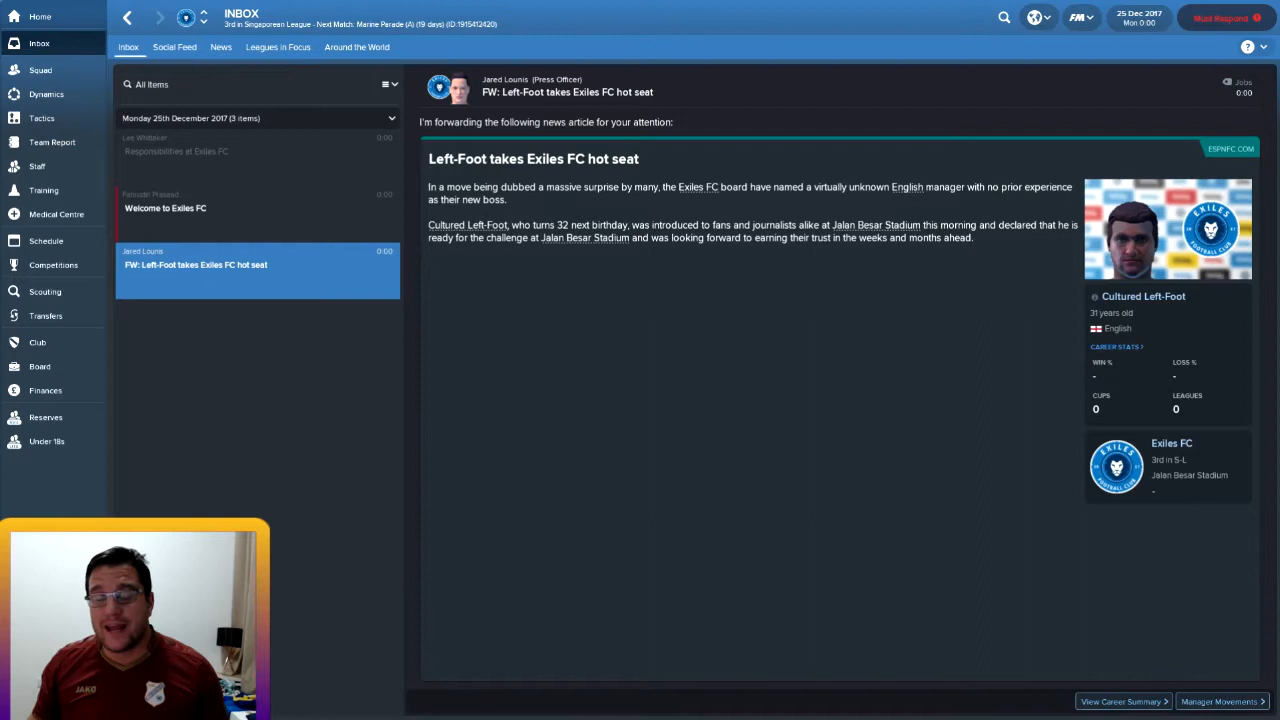 Home
Inbox
Squad
Dynamics
Tactics
Team Report
Staff
Training
Medical Centre
Schedule
Competitions
Scouting
Transfers
Club
Board
Finances
Reserves
Under 18s
INBOX
3rd in Singaporean League - Next Match: Marine Parade (A) (19 days) (ID:1915412420)
FM
25 Dec 2017
Mon 0:00
Must Respond
Inbox Social Feed News Leagues in Focus Around the World
?
All Items
Monday 25th December 2017 (3 items)
Lee Whittaker 0:00
Responsibilities at Exiles FC
0:00
Welcome to Exiles FC
Jared Lounis 0:00
FW: Left-Foot takes Exiles FC hot seat
Jared Lounis (Press Officer)
FW: Left-Foot takes Exiles FC hot seat
Jobs
0:00
I'm forwarding the following news article for your attention:
ESPNFC.COM
Left-Foot takes Exiles FC hot seat
In a move being dubbed a massive surprise by many, the Exiles FC board have named a virtually unknown English manager with no prior experience
as their new boss.
Cultured Left-Foot, who turns 32 next birthday, was introduced to fans and journalists alike at Jalan Besar Stadium this morning and declared that he is
ready for the challenge at Jalan Besar Stadium and was looking forward to earning their trust in the weeks and months ahead.
EXILES
FOOTBALL CLUB
Cultured Left-Foot
31 years old
English
CAREER STATS >
WIN % LOSS %
- -
CUPS LEAGUES
0 0
EXILES
FOOTBALL CLUB
Exiles FC
3rd in S-L
Jalan Besar Stadium
-
View Career Summary >
Manager Movements >
JAKO